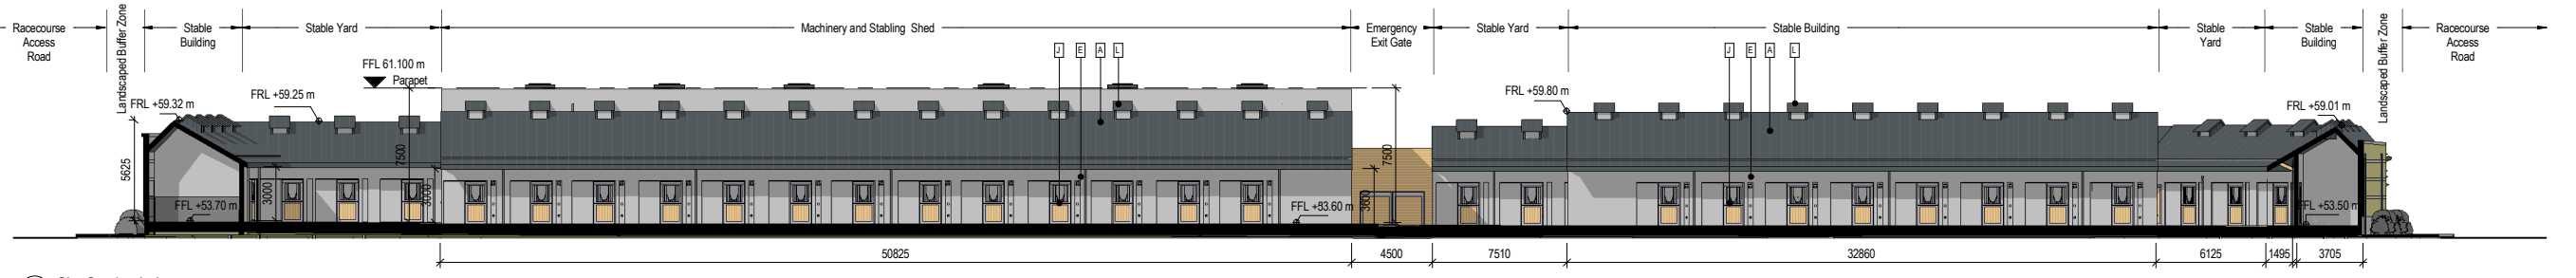 Racecourse
Access
Road
Landscaped Buffer Zone
Stable
Building
Stable Yard
Machinery and Stabling Shed
Emergency
Exit Gate
Stable Yard
Stable Building
Stable
Yard
Stable
Building
Landscaped Buffer Zone
Racecourse
Access
Road
J E A L
J E A L
FFL 61.100 m
Parapet
FRL +59.32 m
FRL +59.25 m
FRL +59.80 m
FRL +59.01 m
5625
7500
7500
3000
3000
3600
FFL +53.70 m
FFL +53.60 m
FFL +53.50 m
50825
4500
7510
32860
6125
1495
3705